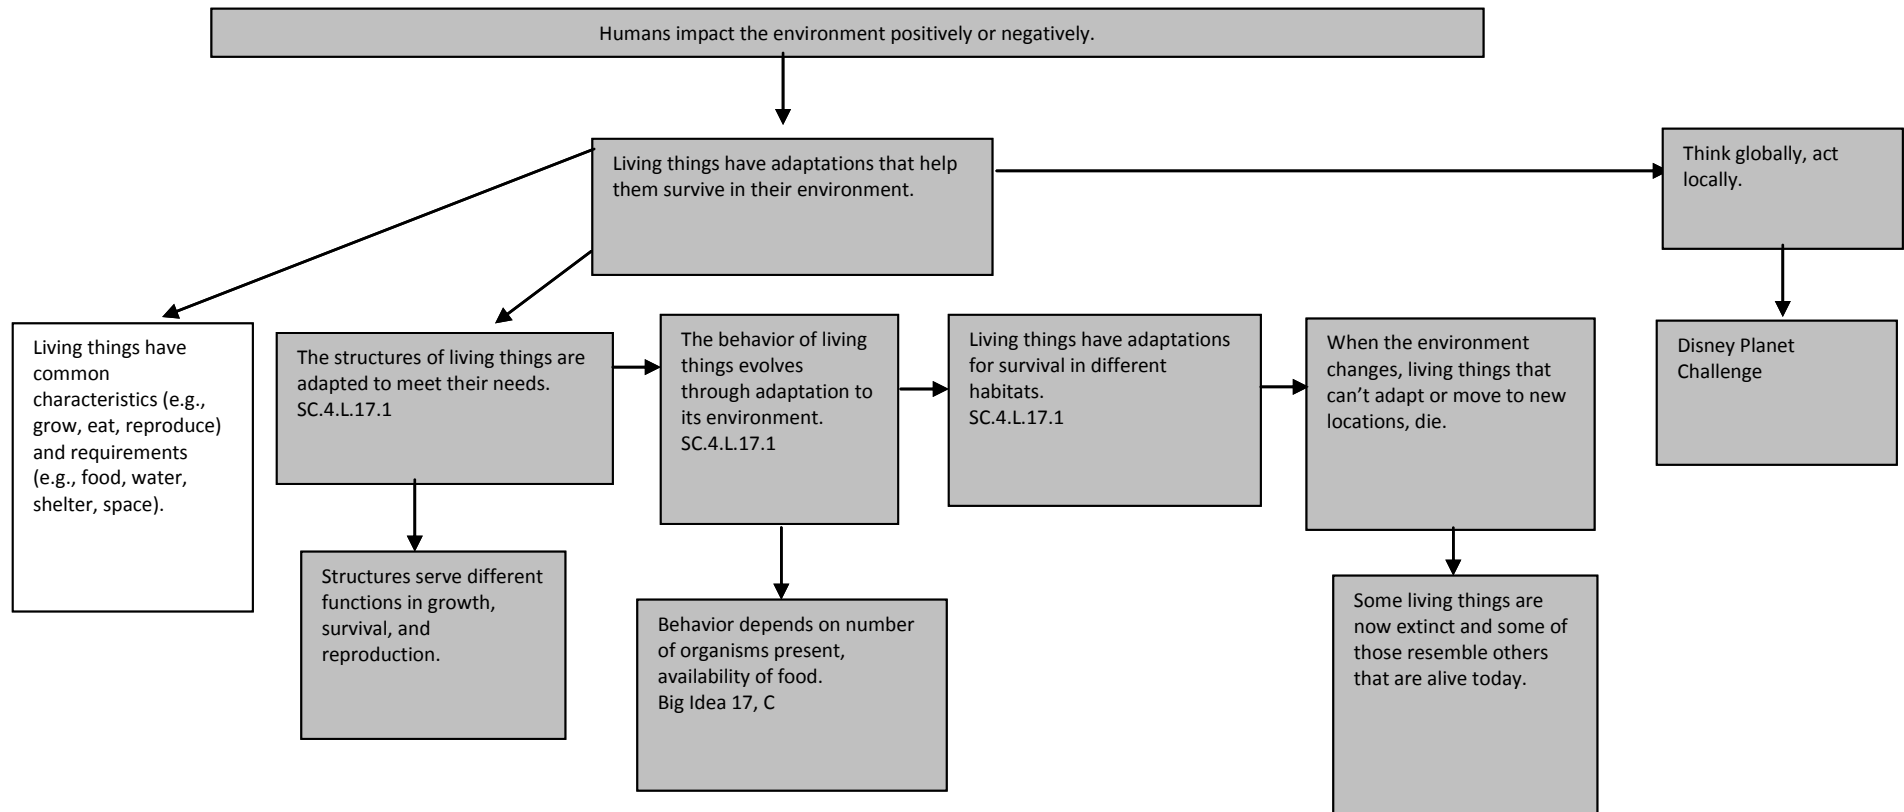 Humans impact the environment positively or negatively.
Living things have adaptations that help
them survive in their environment.
Think globally, act
locally.
Living things have
common
characteristics (e.g.,
grow, eat, reproduce)
and requirements
(e.g., food, water,
shelter, space).
The structures of living things are
adapted to meet their needs.
SC.4.L.17.1
The behavior of living
things evolves
through adaptation to
its environment.
SC.4.L.17.1
Living things have adaptations
for survival in different
habitats.
SC.4.L.17.1
When the environment
changes, living things that
can’t adapt or move to new
locations, die.
Disney Planet
Challenge
Structures serve different
functions in growth,
survival, and
reproduction.
Behavior depends on number
of organisms present,
availability of food.
Big Idea 17, C
Some living things are
now extinct and some of
those resemble others
that are alive today.